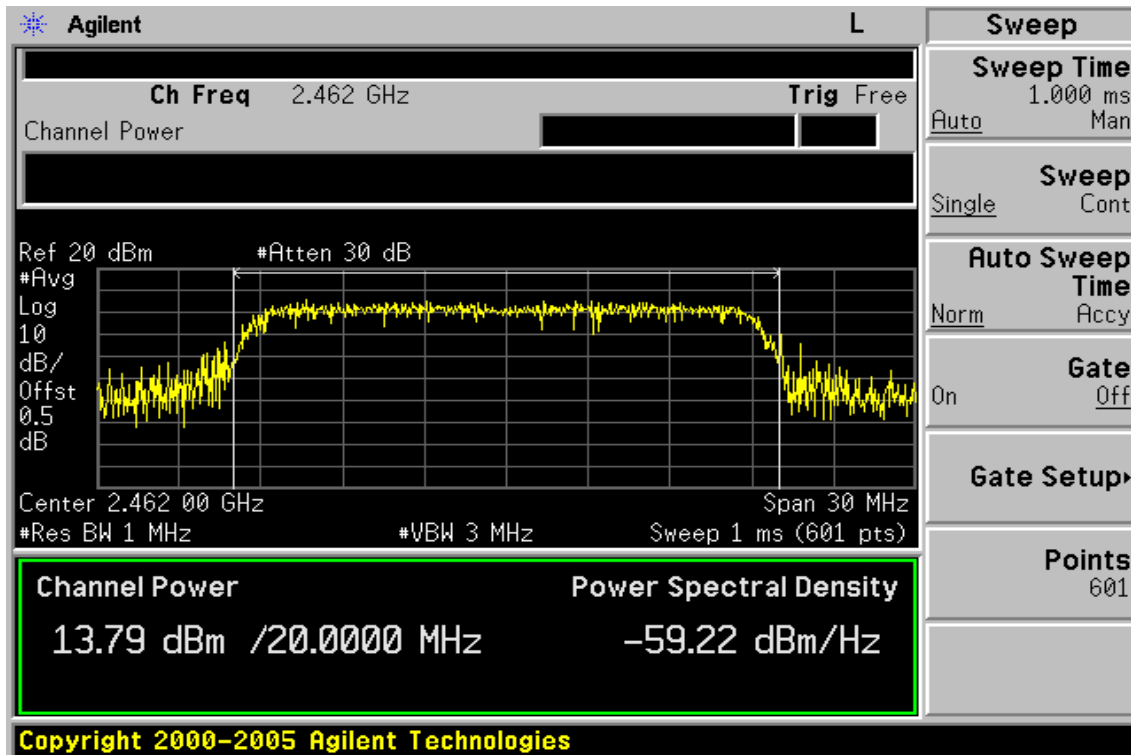 Agilent L
Ch Freq 2.462 GHz Trig Free
Channel Power
Ref 20 dBm #Atten 30 dB
#Avg
Log
10
dB/
Offst
0.5
dB
Center 2.462 00 GHz Span 30 MHz
#Res BW 1 MHz #VBW 3 MHz Sweep 1 ms (601 pts)
Channel Power Power Spectral Density
13.79 dBm /20.0000 MHz -59.22 dBm/Hz
Copyright 2000-2005 Agilent Technologies
Sweep
Sweep Time
1.000 ms
Auto Man
Sweep
Single Cont
Auto Sweep
Time
Norm Accy
Gate
On Off
Gate Setup▸
Points
601